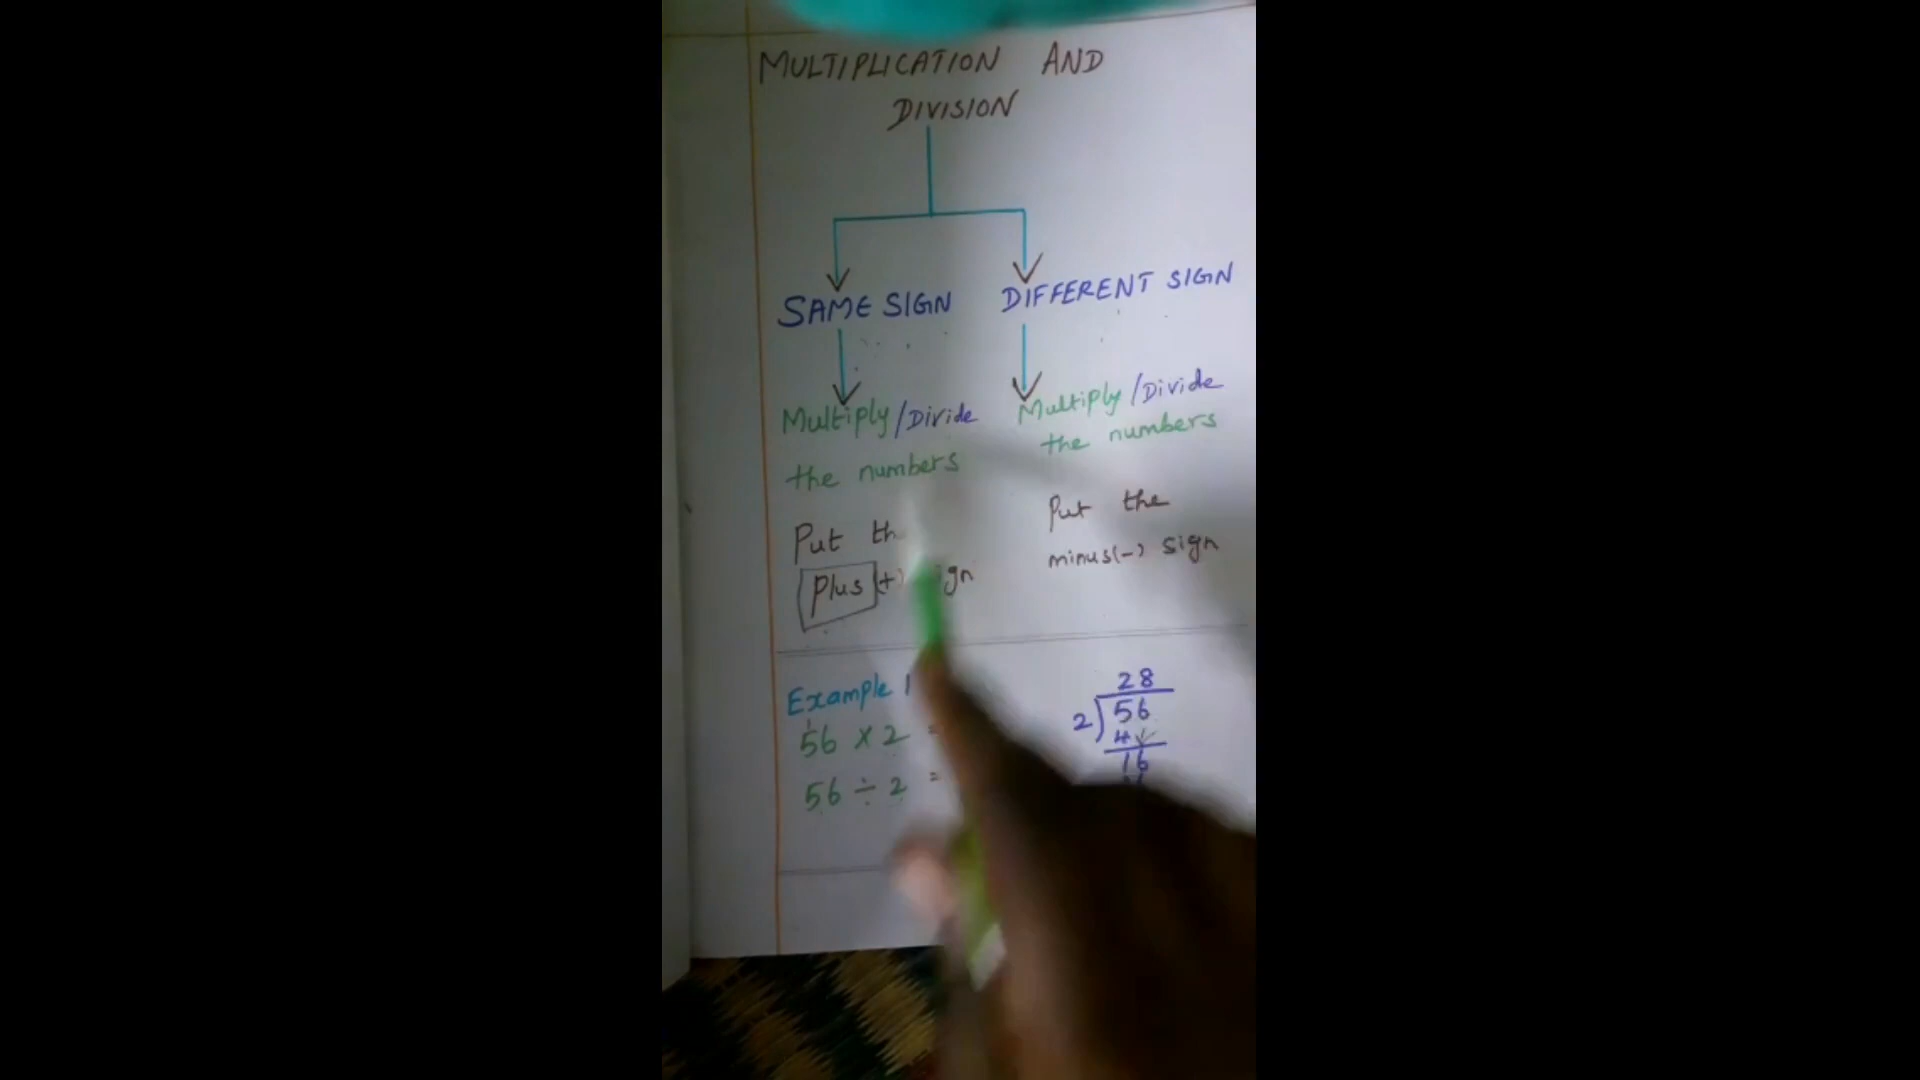 MULTIPLICATION AND
DIVISION
SAME SIGN
DIFFERENT SIGN
Multiply/Divide
the numbers
Put
Plus (+)
Multiply/Divide
the numbers
Put the
minus(-) sign
Example 1
56 × 2 =
56 ÷ 2 =
28
2) 56
4
16